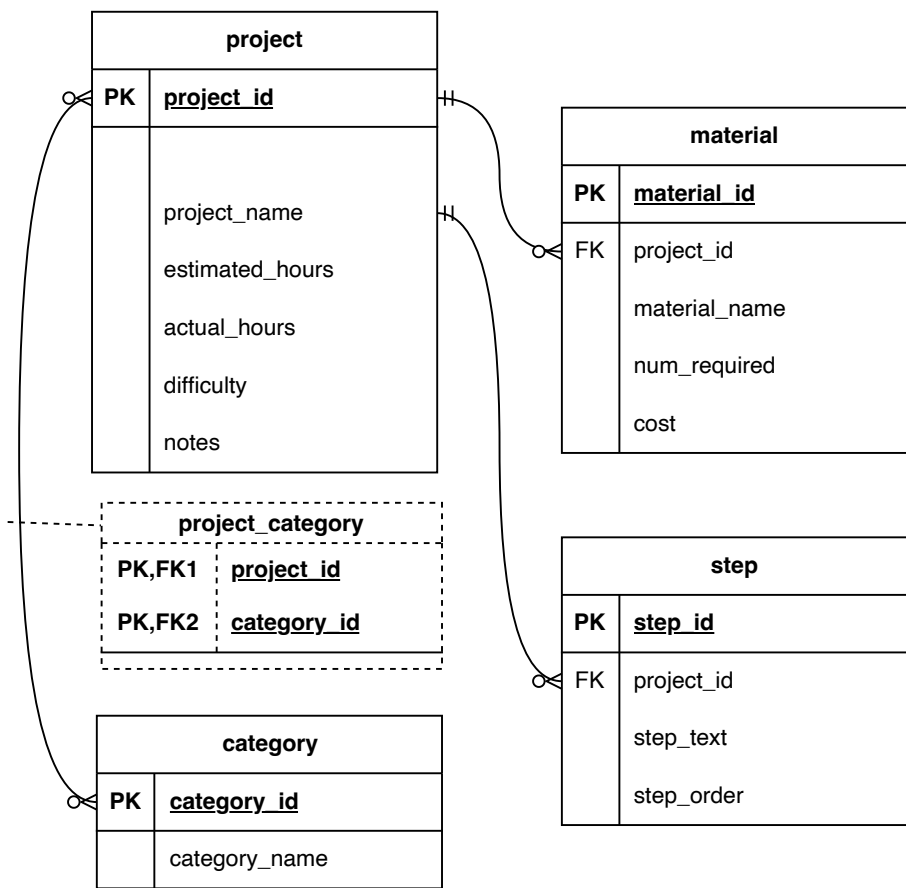 project
PK project_id
project_name
estimated_hours
actual_hours
difficulty
notes
material
PK material_id
FK project_id
material_name
num_required
cost
project_category
PK,FK1 project_id
PK,FK2 category_id
step
PK step_id
FK project_id
step_text
step_order
category
PK category_id
category_name